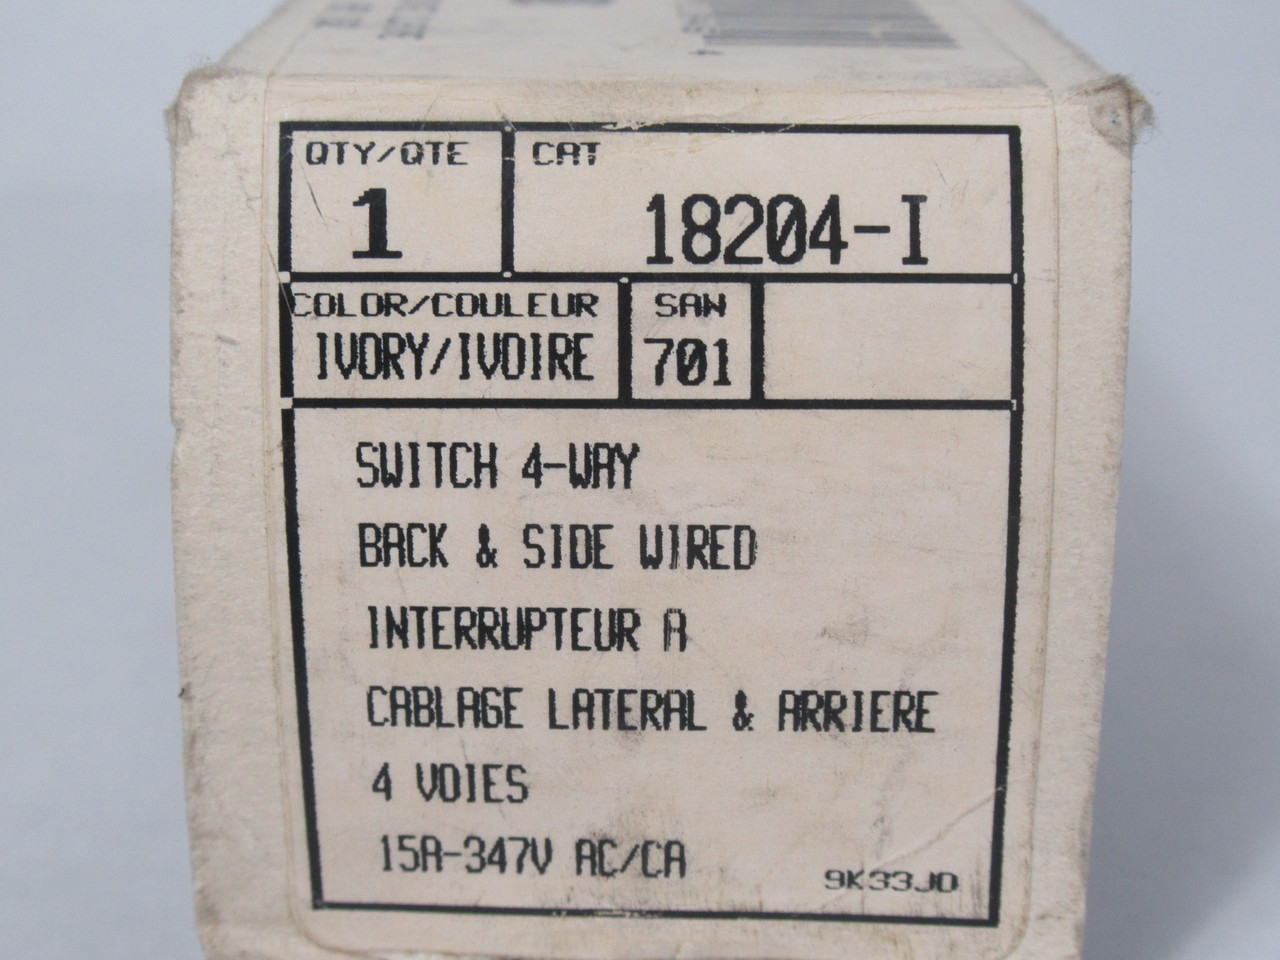 QTY/QTE CAT
1 18204-I
COLOR/COULEUR SAN
IVORY/IVOIRE 701
SWITCH 4-WAY
BACK & SIDE WIRED
INTERRUPTEUR A
CABLAGE LATERAL & ARRIERE
4 VOIES
15A-347V AC/CA
9K33JD